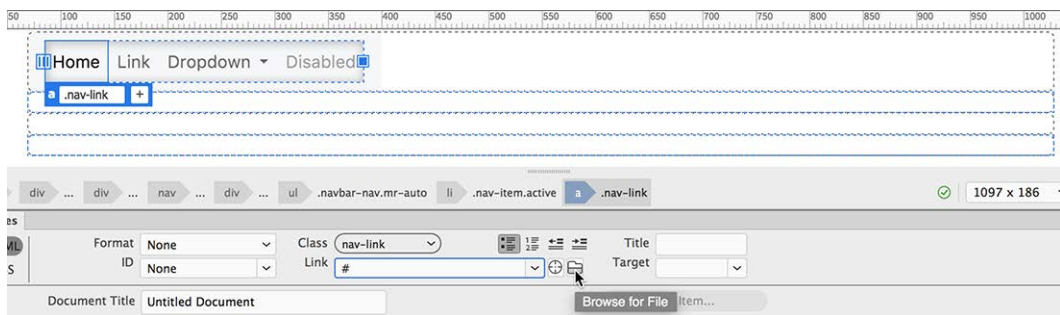 50 100 150 200 250 300 350 400 450 500 550 600 650 700 750 800 850 900 950 1000
Home Link Dropdown Disabled
a .nav-link +
div ... div ... nav ... div ... ul .navbar-nav.mr-auto li .nav-item.active a .nav-link 1097 x 186
es
Format None Class nav-link Title
S ID None Link # Target
Document Title Untitled Document Browse for File Item...